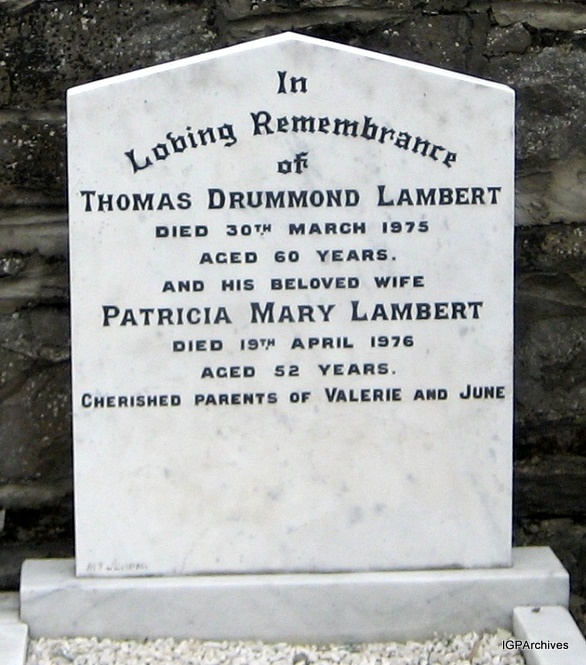 In
Loving Remembrance
of
THOMAS DRUMMOND LAMBERT
DIED 30TH MARCH 1975
AGED 60 YEARS.
AND HIS BELOVED WIFE
PATRICIA MARY LAMBERT
DIED 19TH APRIL 1976
AGED 52 YEARS.
CHERISHED PARENTS OF VALERIE AND JUNE
IGPArchives